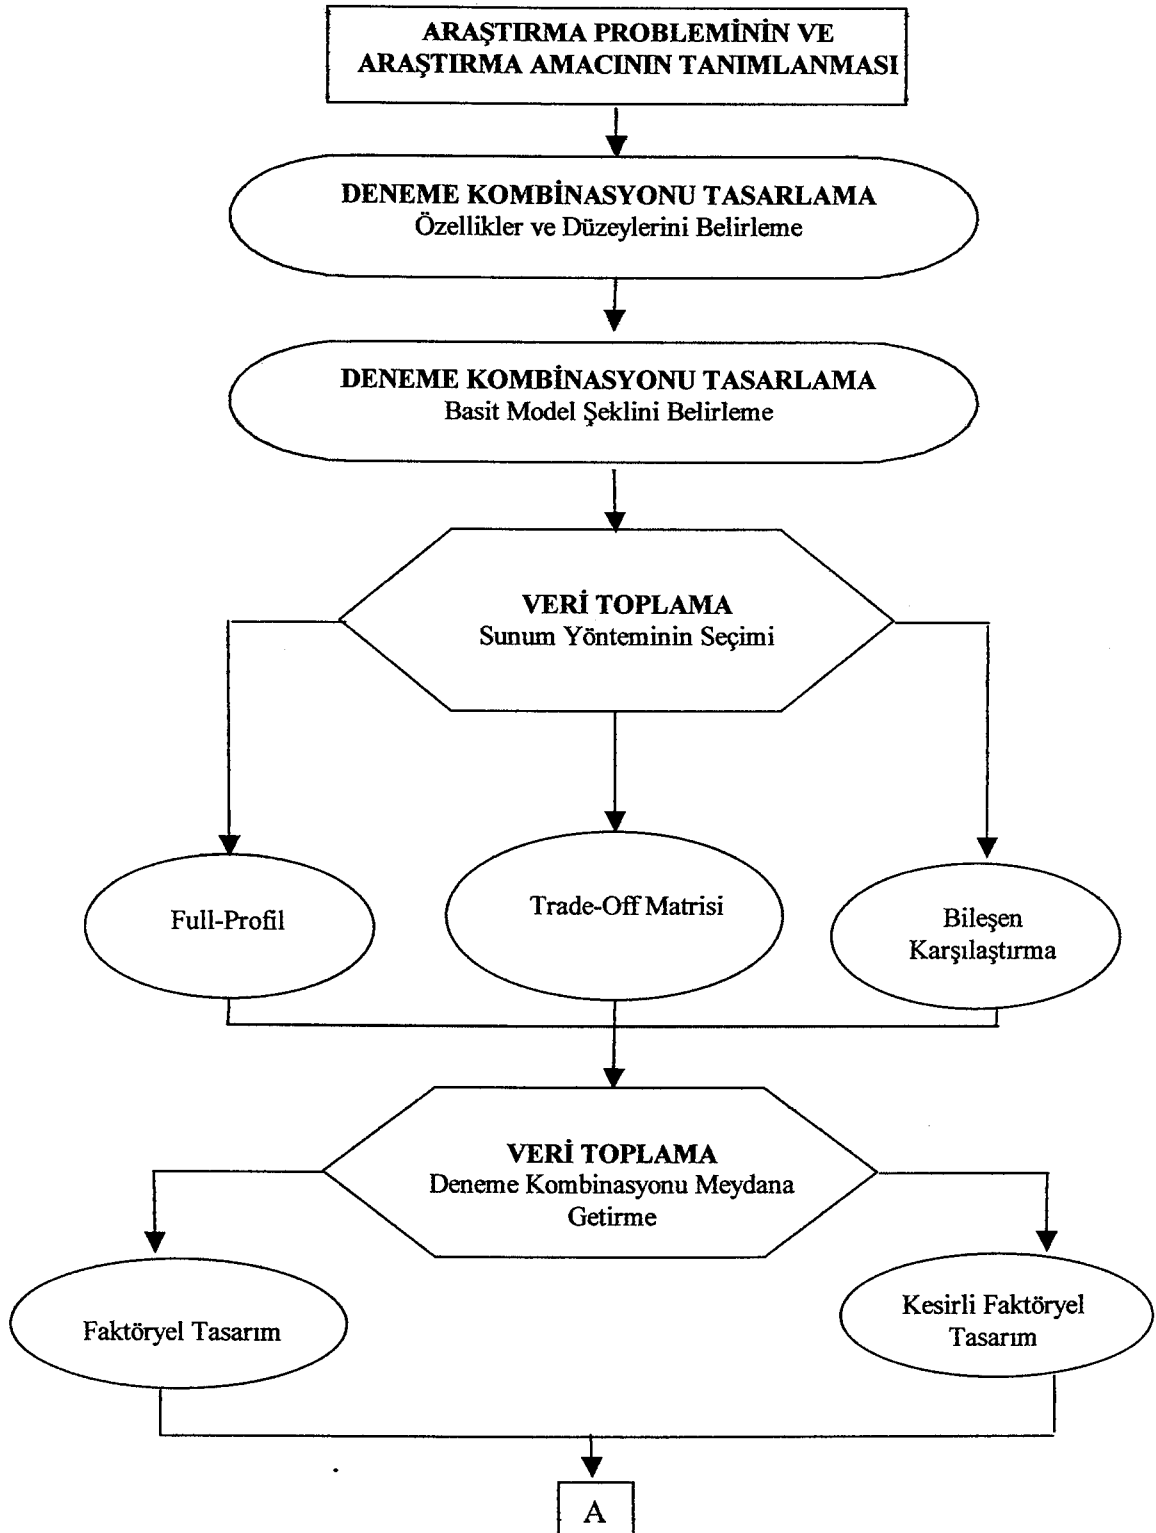 ARAŞTIRMA PROBLEMİNİN VE
ARAŞTIRMA AMACININ TANIMLANMASI
DENEME KOMBİNASYONU TASARLAMA
Özellikler ve Düzeylerini Belirleme
DENEME KOMBİNASYONU TASARLAMA
Basit Model Şeklini Belirleme
VERİ TOPLAMA
Sunum Yönteminin Seçimi
Full-Profil
Trade-Off Matrisi
Bileşen
Karşılaştırma
VERİ TOPLAMA
Deneme Kombinasyonu Meydana
Getirme
Faktöryel Tasarım
Kesirli Faktöryel
Tasarım
A